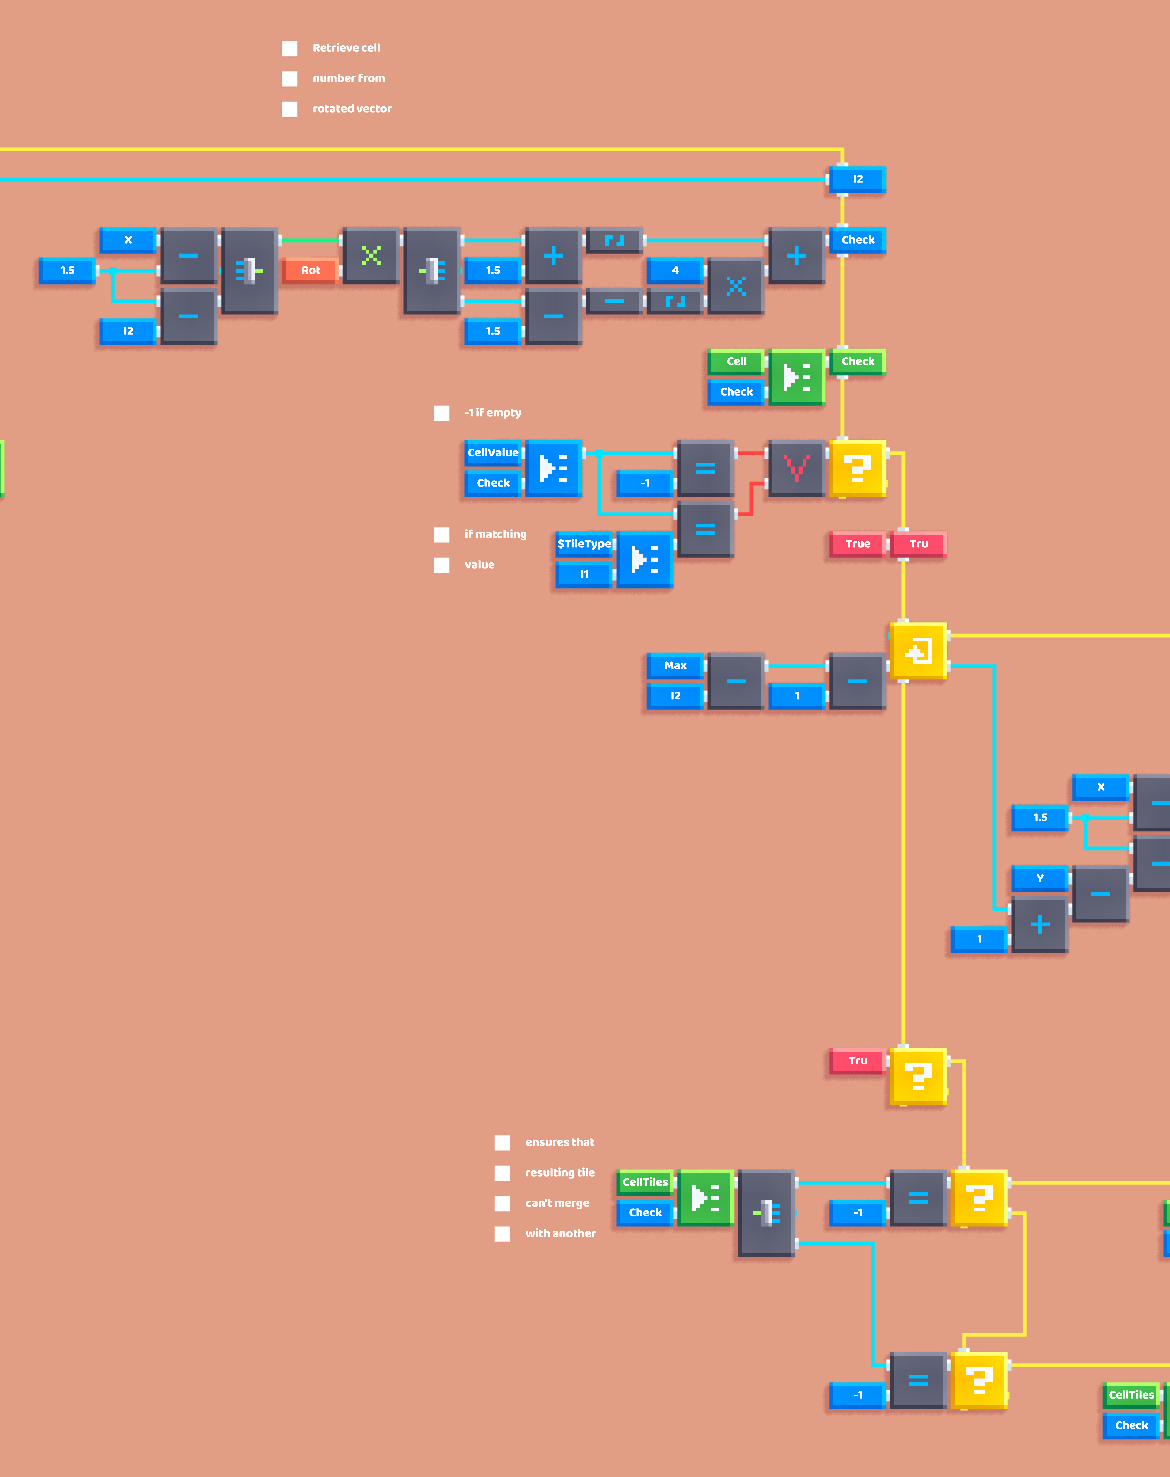 Retrieve cell
number from
rotated vector
I2
X
Check
1.5
Rot
1.5
4
I2
1.5
Cell
Check
Check
-1 if empty
CellValue
Check
-1
if matching
$TileType
True
Tru
value
I1
Max
I2
1
X
1.5
Y
1
Tru
ensures that
resulting tile
CellTiles
can't merge
Check
-1
with another
-1
CellTiles
Check